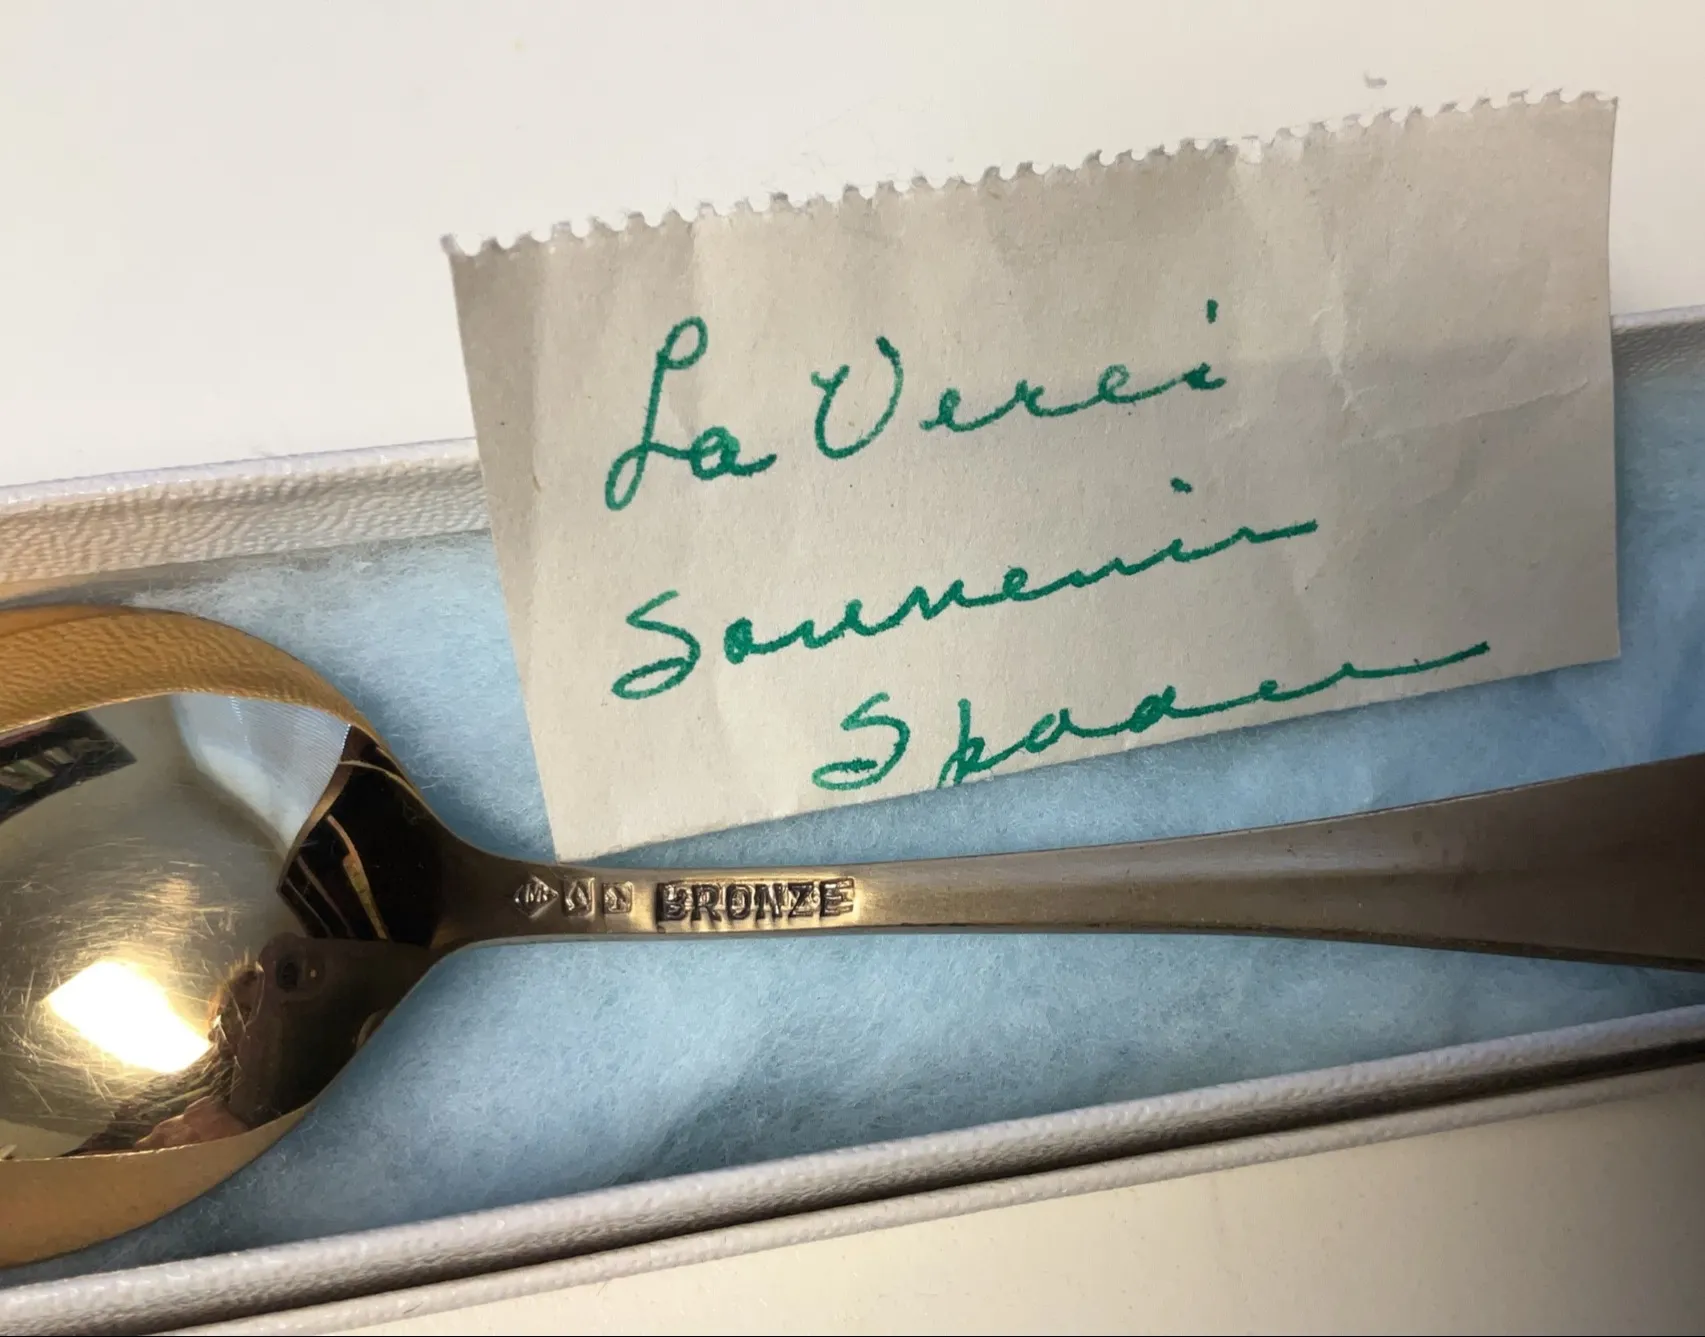 La Verei
Souvenir
Spoon
M BRONZE